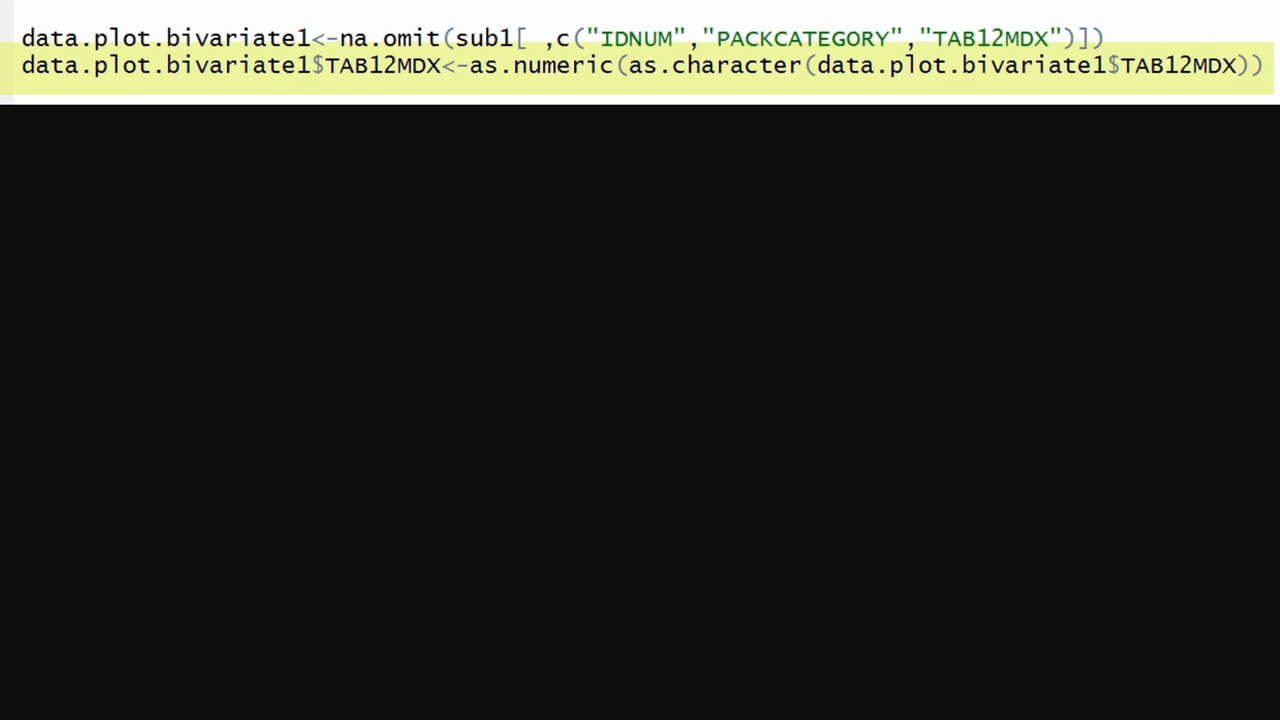 data.plot.bivariate1<-na.omit(sub1[ ,c("IDNUM","PACKCATEGORY","TAB12MDX")])
data.plot.bivariate1$TAB12MDX<-as.numeric(as.character(data.plot.bivariate1$TAB12MDX))